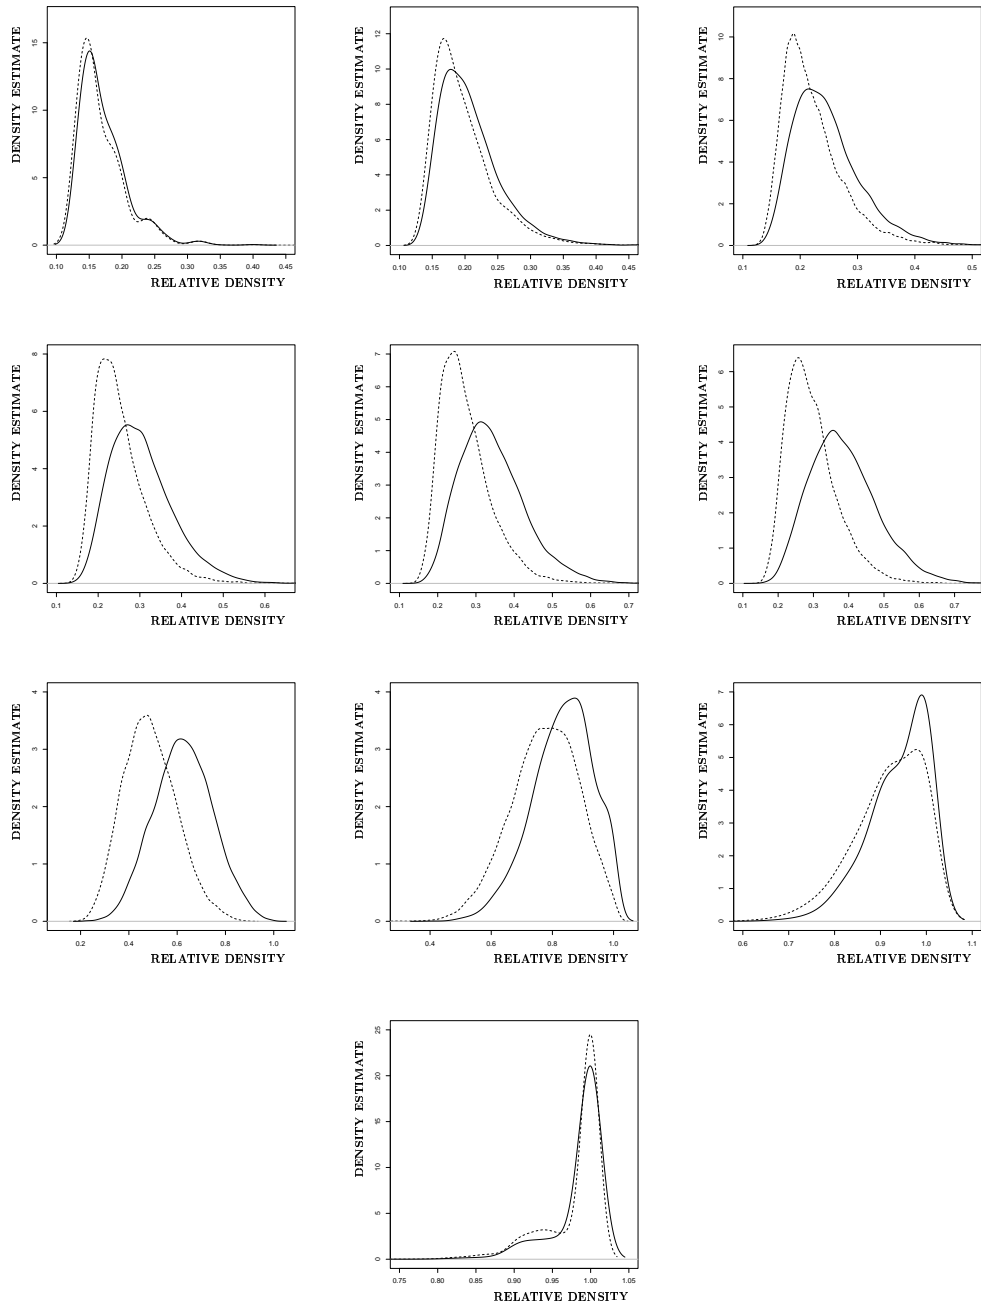 DENSITY ESTIMATE
0 5 10 15
0.10 0.15 0.20 0.25 0.30 0.35 0.40 0.45
RELATIVE DENSITY
DENSITY ESTIMATE
0 2 4 6 8 10 12
0.10 0.15 0.20 0.25 0.30 0.35 0.40 0.45
RELATIVE DENSITY
DENSITY ESTIMATE
0 2 4 6 8 10
0.1 0.2 0.3 0.4 0.5
RELATIVE DENSITY
DENSITY ESTIMATE
0 2 4 6 8
0.1 0.2 0.3 0.4 0.5 0.6
RELATIVE DENSITY
DENSITY ESTIMATE
0 1 2 3 4 5 6 7
0.1 0.2 0.3 0.4 0.5 0.6 0.7
RELATIVE DENSITY
DENSITY ESTIMATE
0 1 2 3 4 5 6
0.1 0.2 0.3 0.4 0.5 0.6 0.7
RELATIVE DENSITY
DENSITY ESTIMATE
0 1 2 3 4
0.2 0.4 0.6 0.8 1.0
RELATIVE DENSITY
DENSITY ESTIMATE
0 1 2 3 4
0.4 0.6 0.8 1.0
RELATIVE DENSITY
DENSITY ESTIMATE
0 1 2 3 4 5 6 7
0.6 0.7 0.8 0.9 1.0 1.1
RELATIVE DENSITY
DENSITY ESTIMATE
0 5 10 15 20 25
0.75 0.80 0.85 0.90 0.95 1.00 1.05
RELATIVE DENSITY